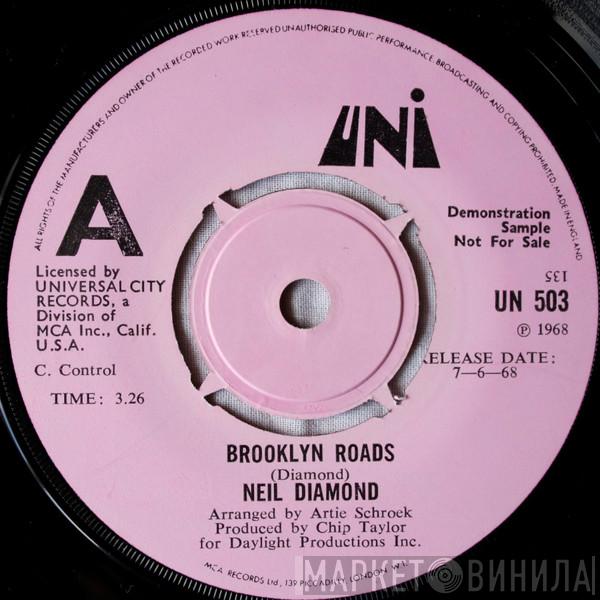 ALL RIGHTS OF THE MANUFACTURERS AND OWNER OF THE RECORDED WORK RESERVED UNAUTHORISED PUBLIC PERFORMANCE, BROADCASTING AND COPYING PROHIBITED. MADE IN ENGLAND
UNI
A
Demonstration
Sample
Not For Sale
Licensed by
UNIVERSAL CITY
RECORDS, a
Division of
MCA Inc., Calif.
U.S.A.
C. Control
TIME: 3.26
135
UN 503
℗ 1968
RELEASE DATE:
7—6—68
BROOKLYN ROADS
(Diamond)
NEIL DIAMOND
Arranged by Artie Schroek
Produced by Chip Taylor
for Daylight Productions Inc.
MCA RECORDS Ltd, 139 PICCADILLY, LONDON W.1.
МАРКЕТ ВИНИЛА